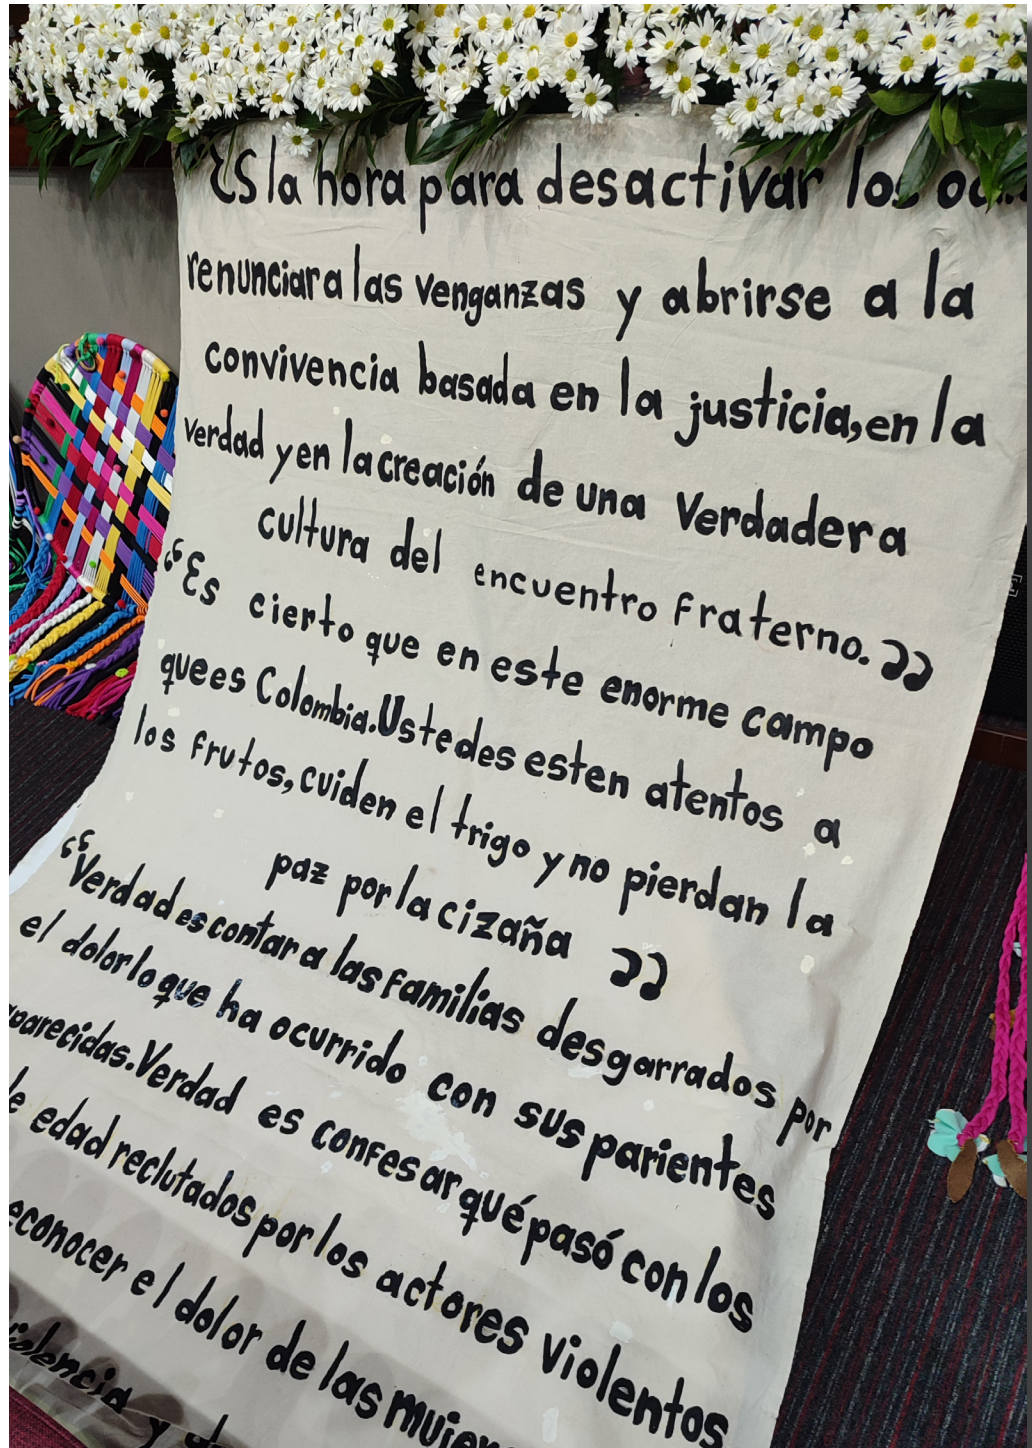 Es la hora para desactivar los
renunciar a las venganzas y abrirse a la
convivencia basada en la justicia, en la
verdad y en la creación de una Verdadera
cultura del encuentro fraterno."
"Es cierto que en este enorme campo
que es Colombia. Ustedes esten atentos a
los frutos, cuiden el trigo y no pierdan la
paz por la cizaña "
"Verdad es contar a las familias desgarrados por
el dolor lo que ha ocurrido con sus parientes
Verdad es confesar qué pasó con los
edad reclutados por los actores violentos
el dolor de las
y